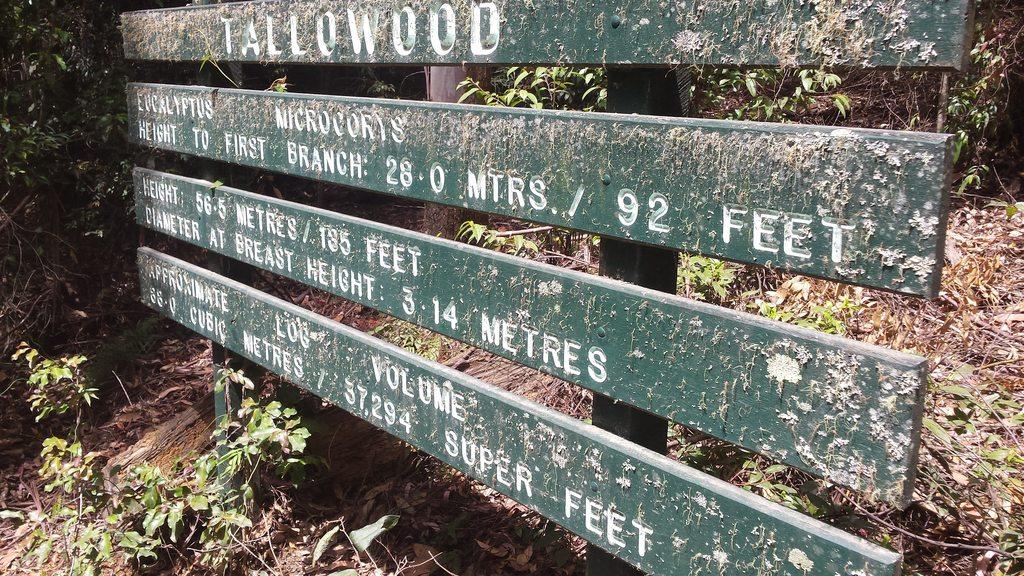 TALLOWOOD
EUCALYPTUS MICROCORYS
HEIGHT TO FIRST BRANCH: 28·0 MTRS. / 92 FEET
HEIGHT: 56·5 METRES / 185 FEET
DIAMETER AT BREAST HEIGHT: 3·14 METRES
APPROXIMATE LOG VOLUME
CUBIC METRES / 37,294 SUPER FEET